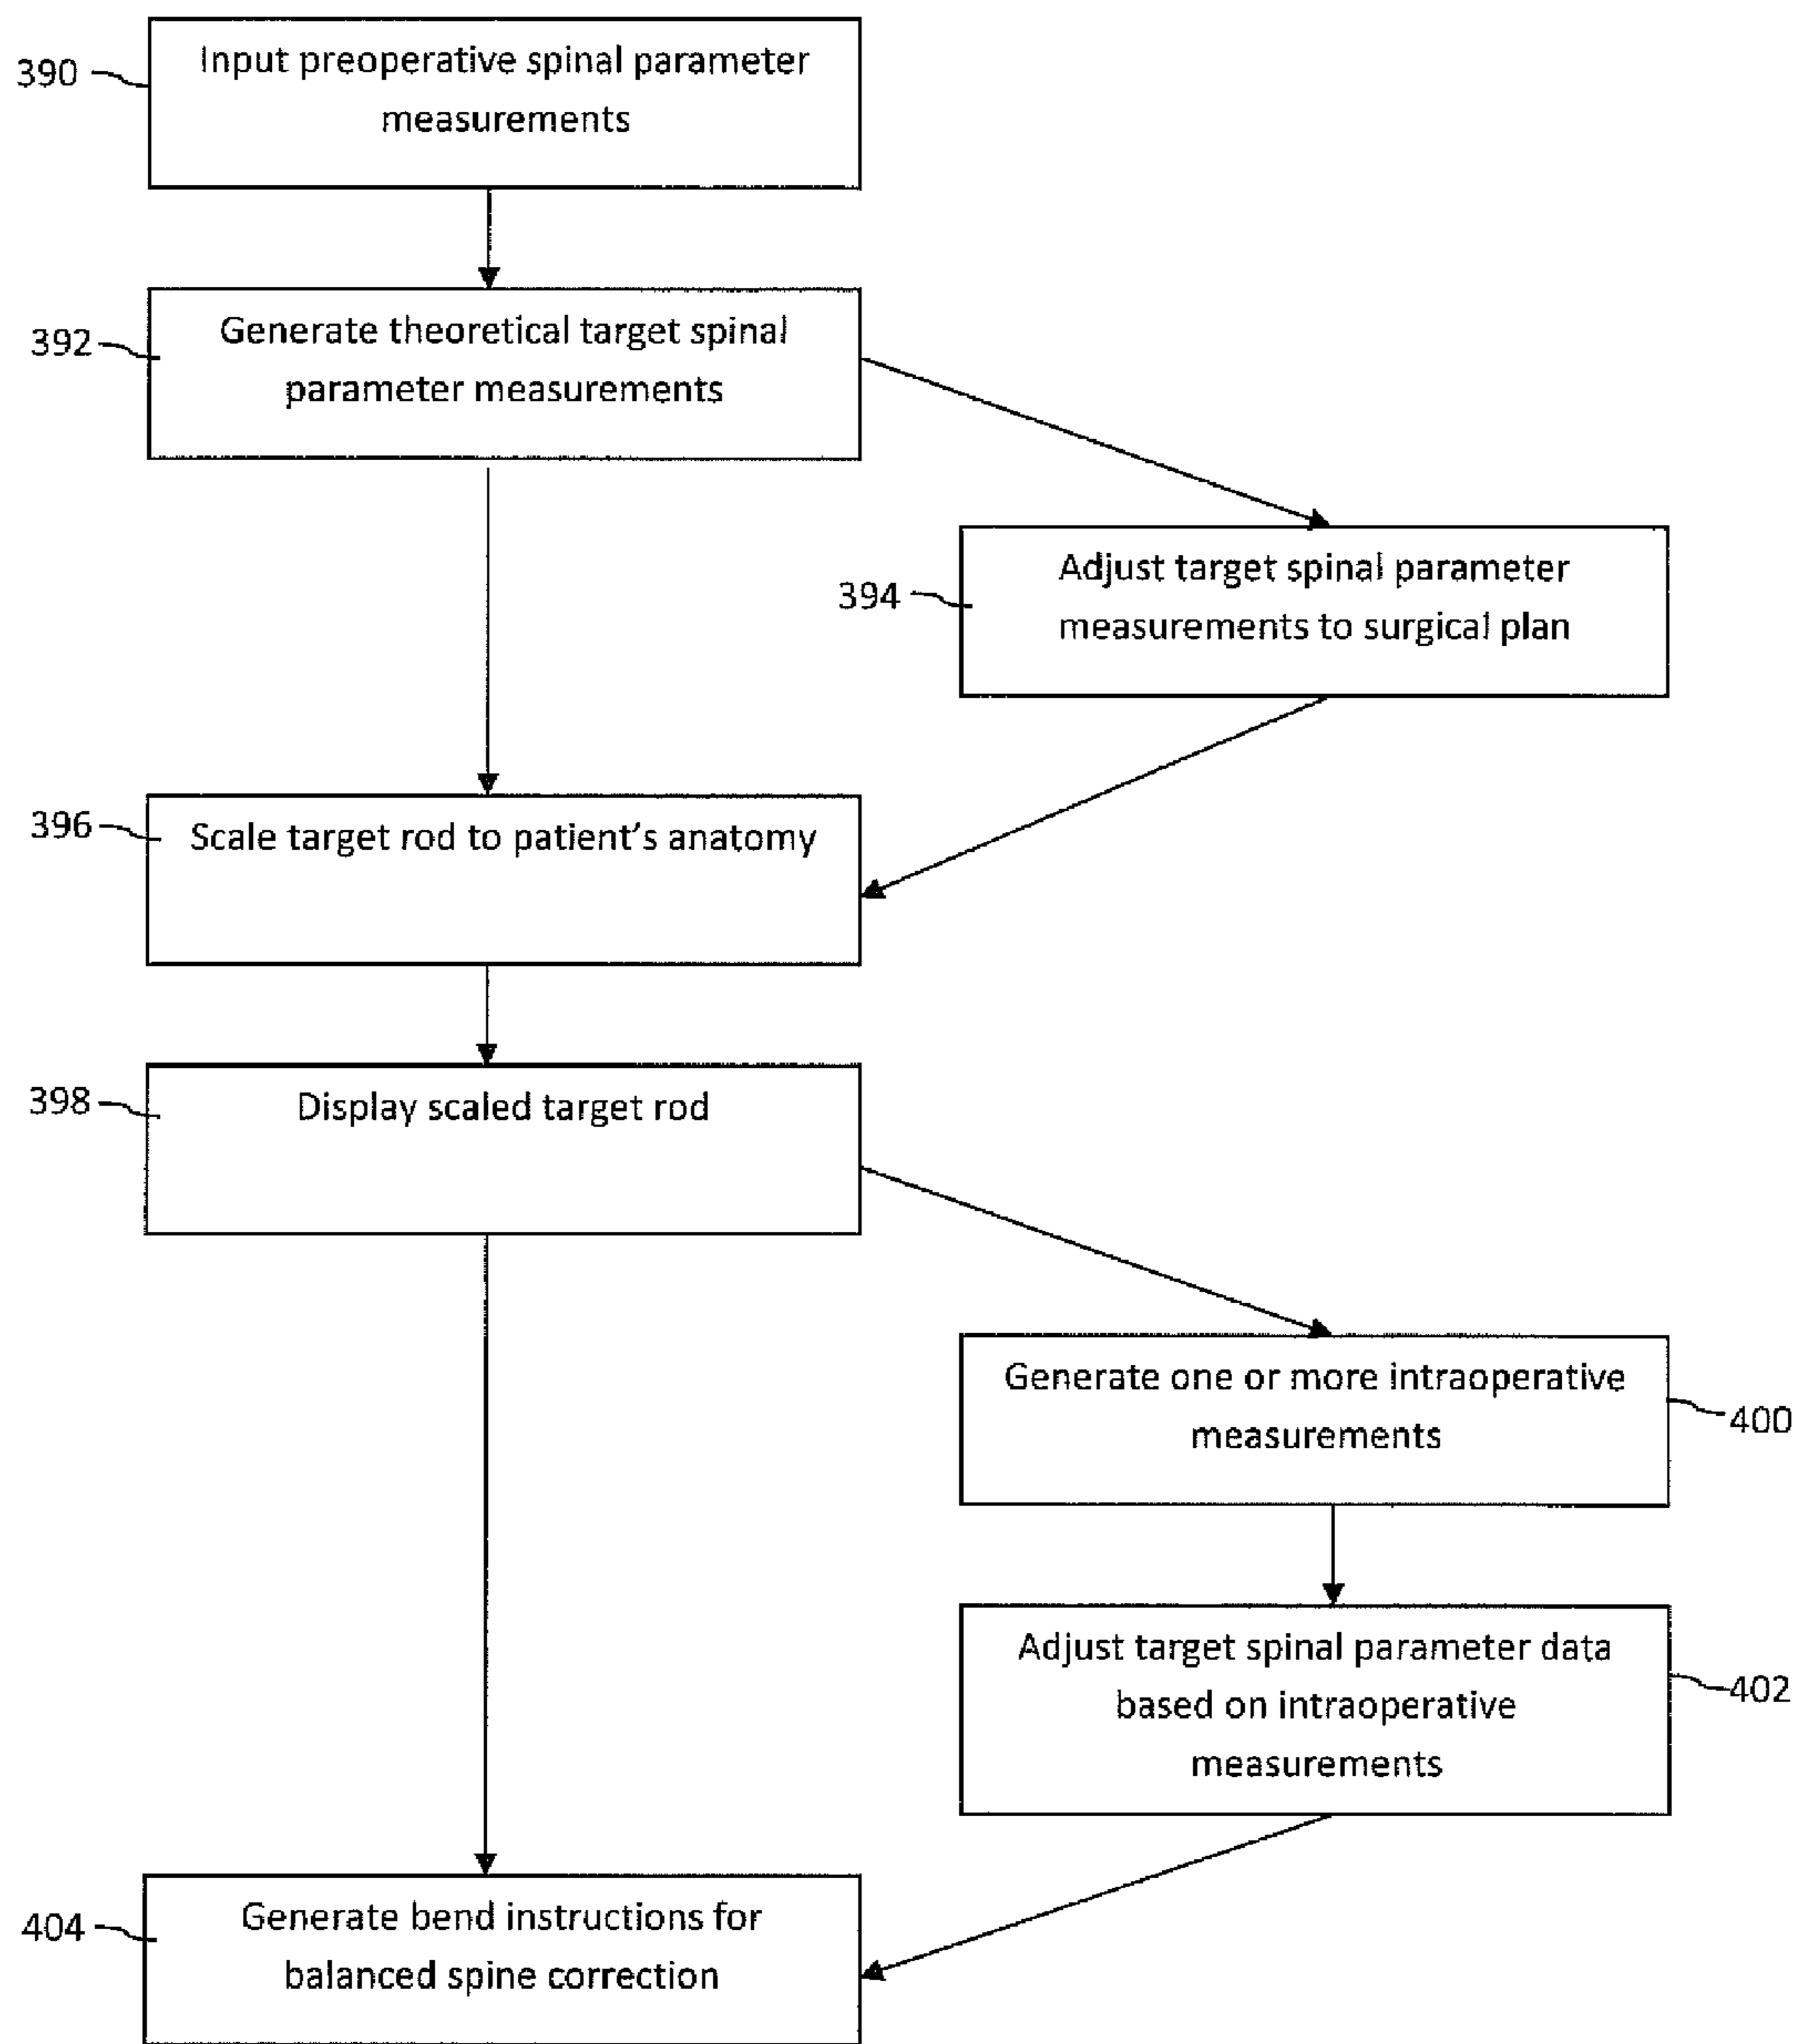 390
Input preoperative spinal parameter
measurements
392
Generate theoretical target spinal
parameter measurements
394
Adjust target spinal parameter
measurements to surgical plan
396
Scale target rod to patient’s anatomy
398
Display scaled target rod
Generate one or more intraoperative
measurements
400
Adjust target spinal parameter data
based on intraoperative
measurements
402
404
Generate bend instructions for
balanced spine correction